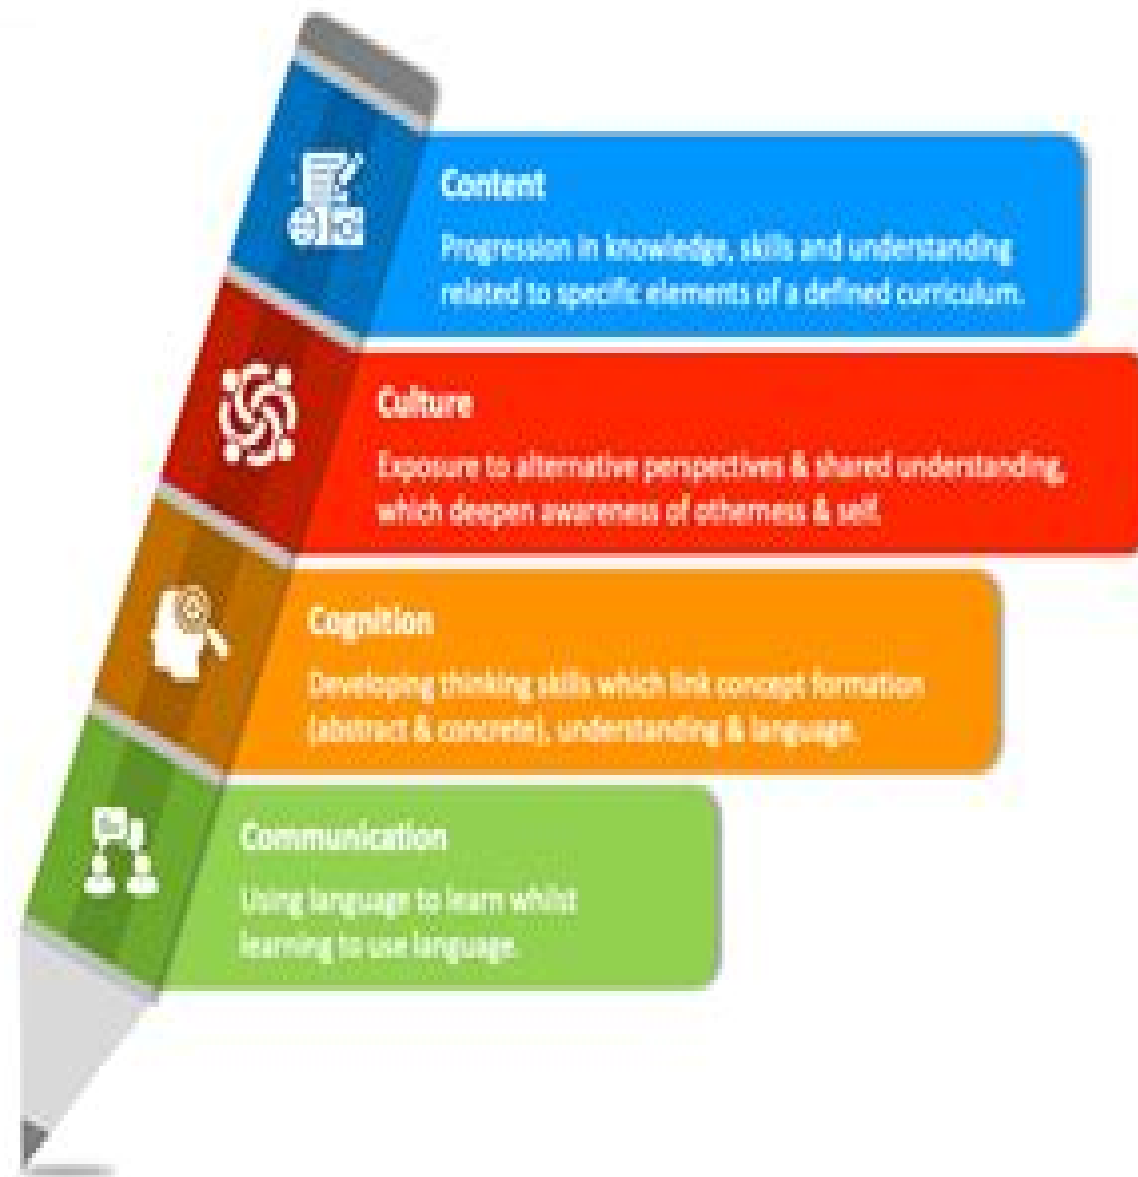 Content
Progression in knowledge, skills and understanding
related to specific elements of a defined curriculum.
Culture
Exposure to alternative perspectives & shared understanding,
which deepen awareness of otherness & self.
Cognition
Developing thinking skills which link concept formation
(abstract & concrete), understanding & language.
Communication
Using language to learn whilst
learning to use language.